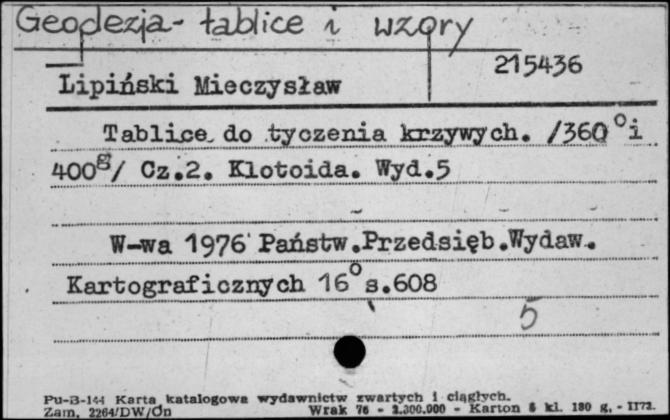 Geodezja - tablice i wzory
215436
Lipiński Mieczysław
Tablice do tyczenia krzywych. /360° i
400g/ Cz.2. Klotoida. Wyd.5
W-wa 1976 Państw.Przedsięb.Wydaw.
Kartograficznych 16° s.608
5
Pu-B-144 Karta katalogowa wydawnictw zwartych i ciągłych.
Zam. 2264/DW/Dn Wrak 76 - 2.300.000 - Karton 5 kl. 180 g. - II72.